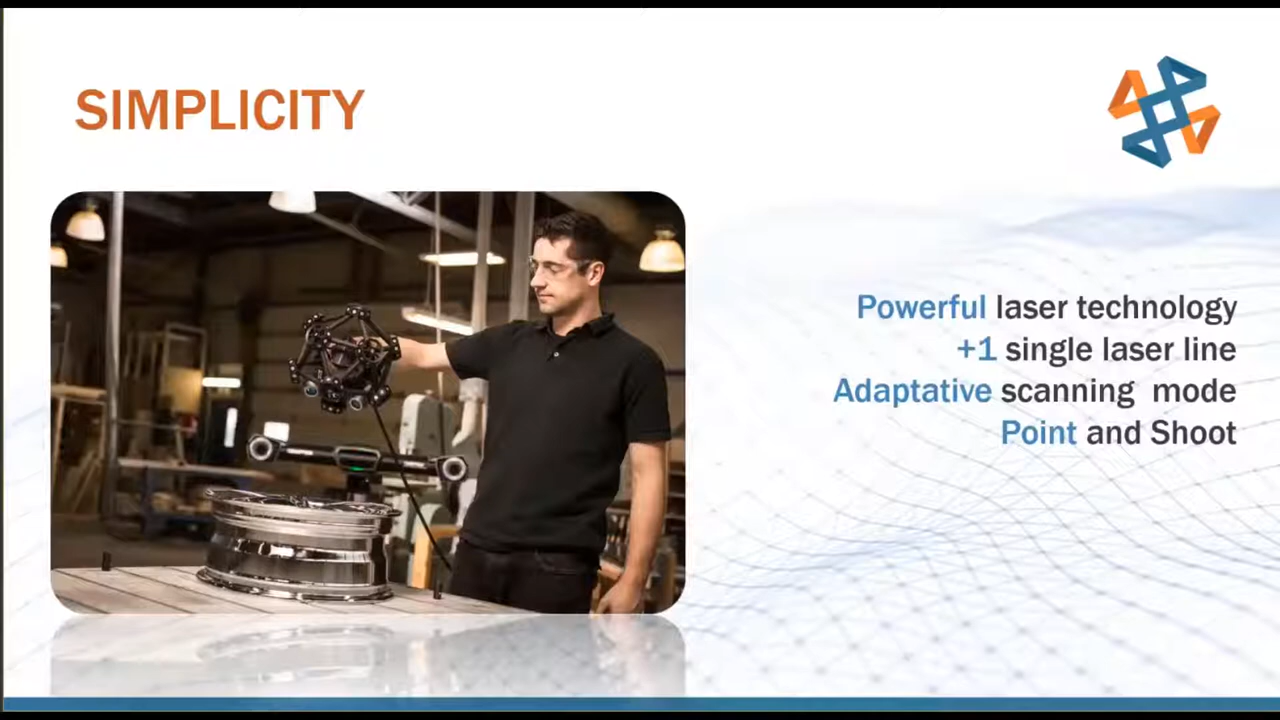 SIMPLICITY
Powerful laser technology
+1 single laser line
Adaptative scanning mode
Point and Shoot